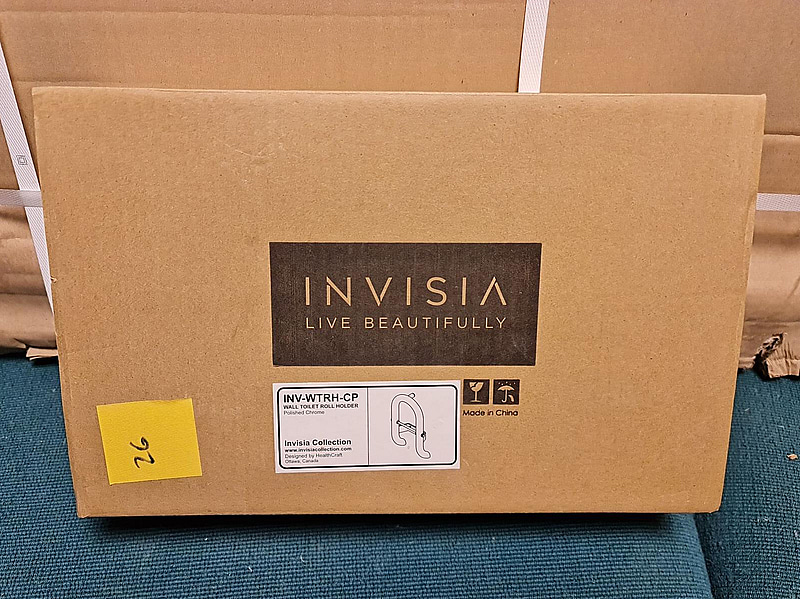 INVISIA
LIVE BEAUTIFULLY
INV-WTRH-CP
WALL TOILET ROLL HOLDER
Polished Chrome
Invisia Collection
www.invisiacollection.com
Designed by HealthCraft
Ottawa, Canada
Made in China
26